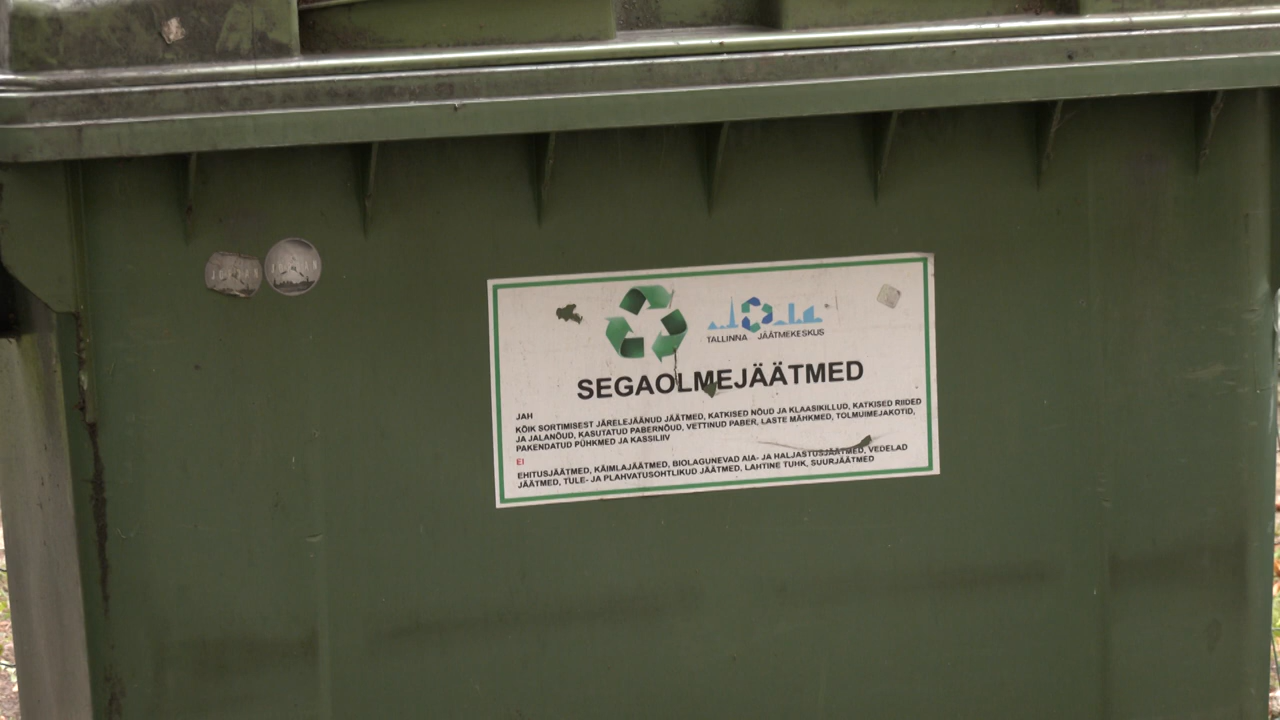 TALLINNA JÄÄTMEKESKUS
SEGAOLMEJÄÄTMED
JAH
KÕIK SORTIMISEST JÄRELEJÄÄNUD JÄÄTMED, KATKISED NÕUD JA KLAASIKILLUD, KATKISED RIIDED
JA JALANÕUD, KASUTATUD PABERNÕUD, VETTINUD PABER, LASTE MÄHKMED, TOLMUIMEJAKOTID,
PAKENDATUD PÜHKMED JA KASSILIIV
EI
EHITUSJÄÄTMED, KÄIMLAJÄÄTMED, BIOLAGUNEVAD AIA- JA HALJASTUSJÄÄTMED, VEDELAD
JÄÄTMED, TULE- JA PLAHVATUSOHTLIKUD JÄÄTMED, LAHTINE TUHK, SUURJÄÄTMED